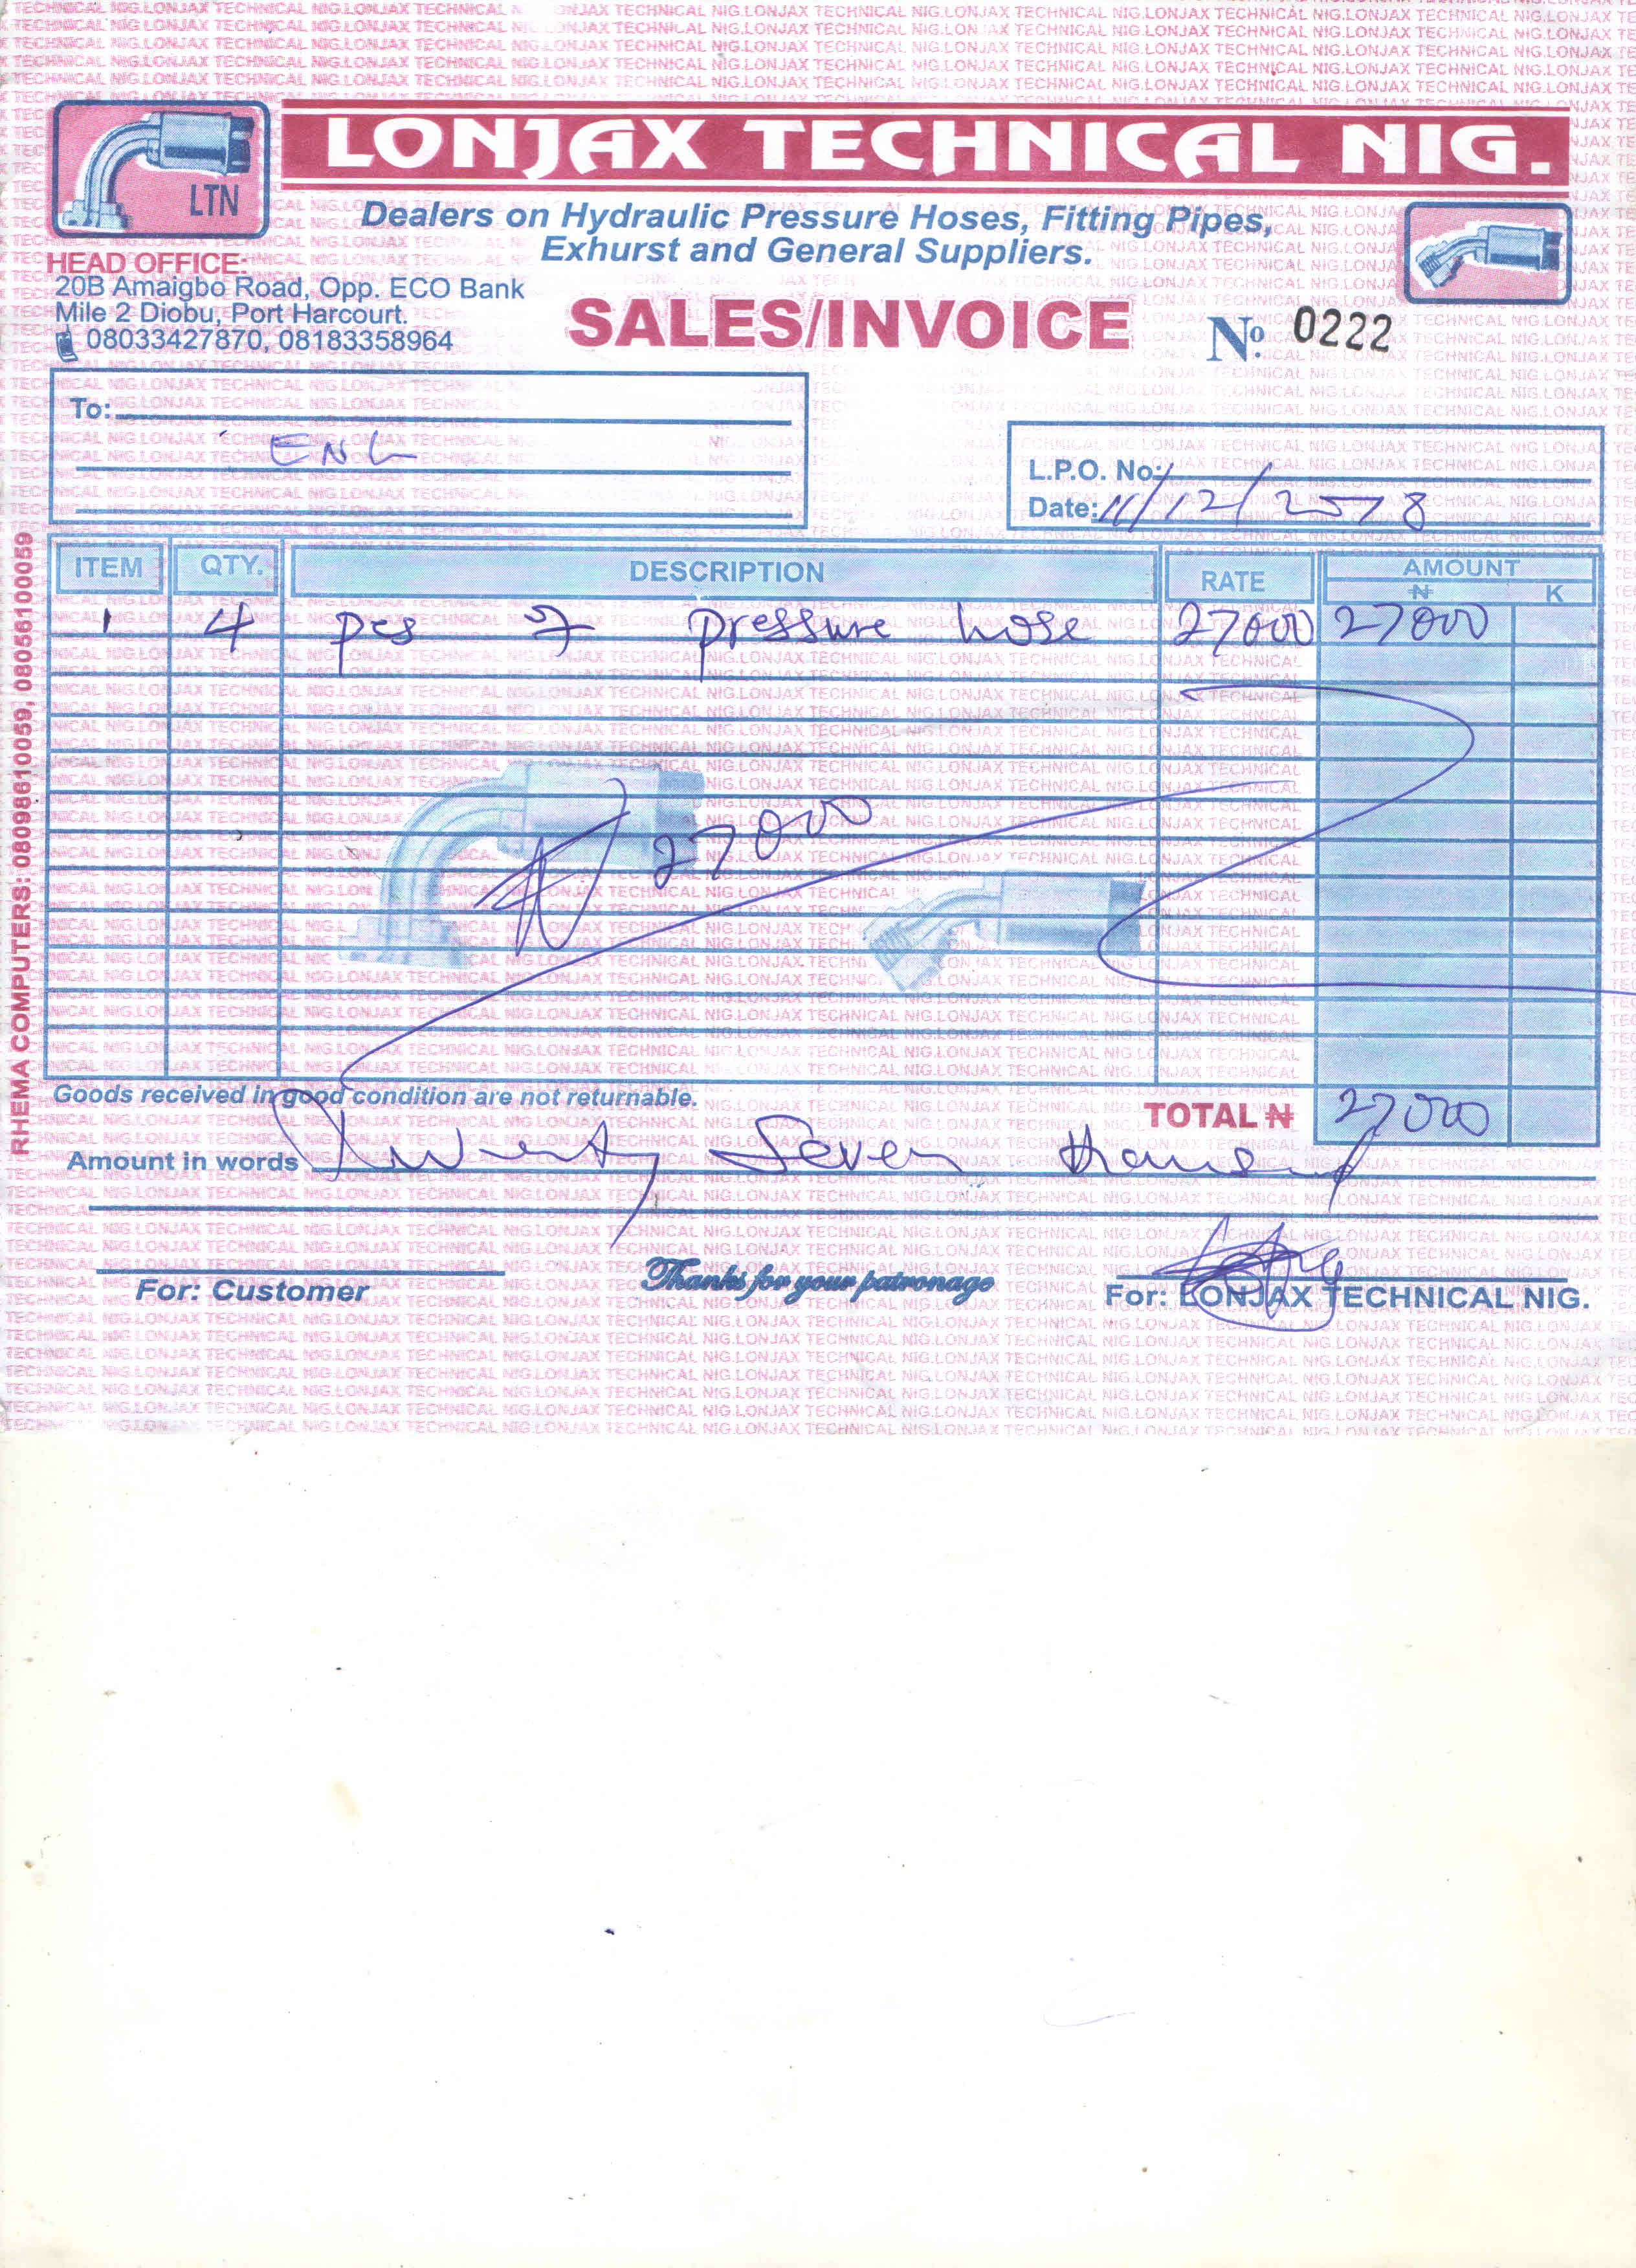 LONJAX TECHNICAL NIG.
LTN
Dealers on Hydraulic Pressure Hoses, Fitting Pipes,
Exhurst and General Suppliers.
HEAD OFFICE:
20B Amaigbo Road, Opp. ECO Bank
Mile 2 Diobu, Port Harcourt.
08033427870, 08183358964
SALES/INVOICE
No. 0222
To:
L.P.O. No:
Date: 11/12/2018
ITEM QTY. DESCRIPTION RATE AMOUNT
₦ K
1 4 pcs of pressure hose 27000 27000
₦ 27000
Goods received in good condition are not returnable.
TOTAL ₦ 27000
Amount in words Twenty Seven thousand
For: Customer
Thanks for your patronage
For: LONJAX TECHNICAL NIG.
RHEMA COMPUTERS: 08098610059, 08056100059